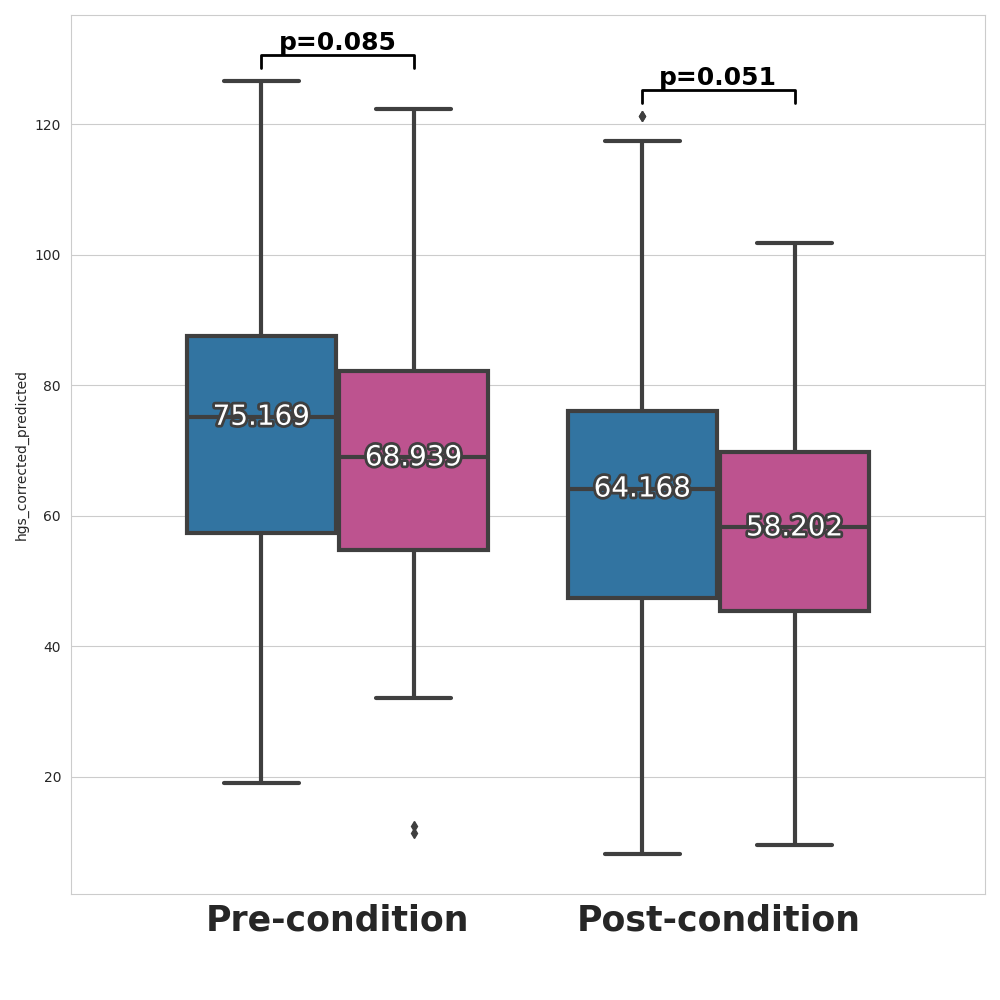 p=0.085
p=0.051
120
100
80
60
40
20
hgs_corrected_predicted
75.169
68.939
64.168
58.202
Pre-condition
Post-condition